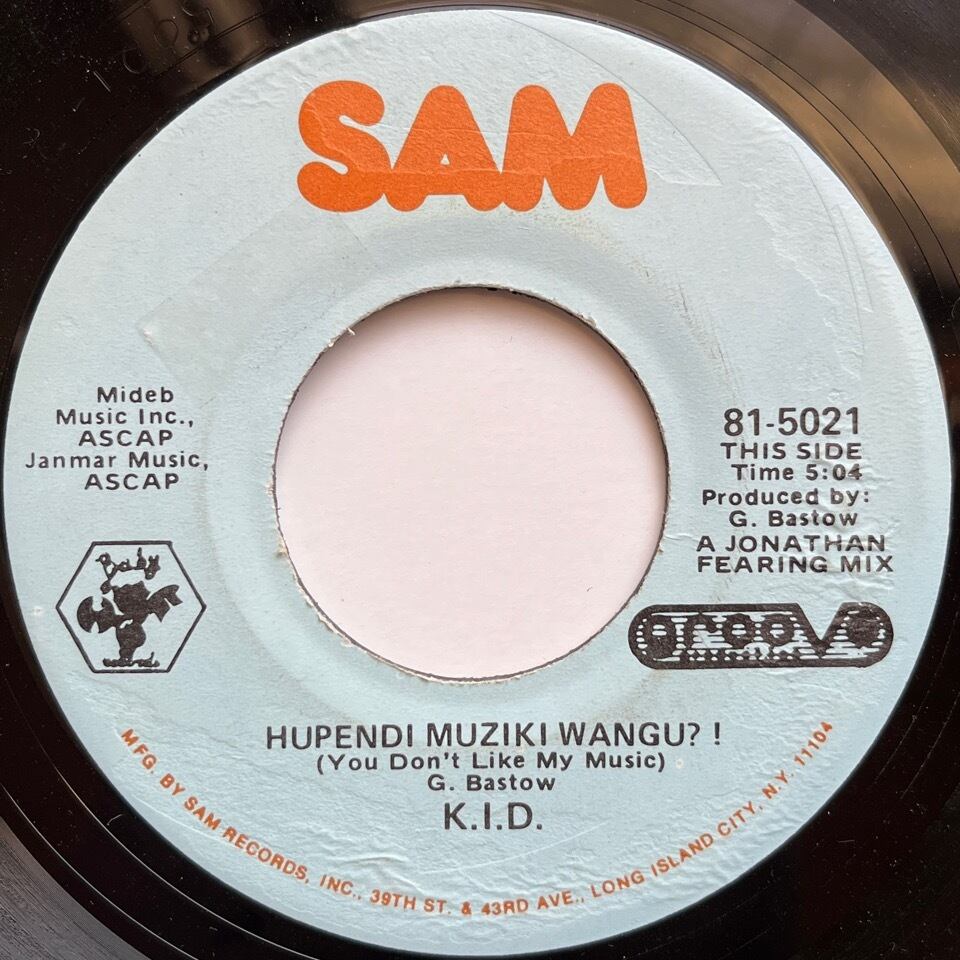 SAM
Mideb
Music Inc.,
ASCAP
Janmar Music,
ASCAP
81-5021
THIS SIDE
Time 5:04
Produced by:
G. Bastow
A JONATHAN
FEARING MIX
Baby
groove
HUPENDI MUZIKI WANGU? !
(You Don't Like My Music)
G. Bastow
K.I.D.
MFG. BY SAM RECORDS, INC., 39TH ST. & 43RD AVE., LONG ISLAND CITY, N.Y. 11104